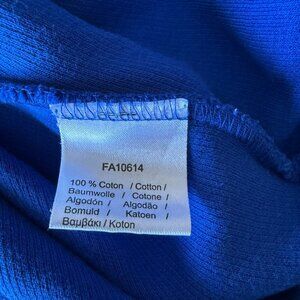 FA10614
100 % Coton / Cotton /
Baumwolle / Cotone /
Algodón / Algodão /
Bomuld / Katoen /
Βαμβάκι / Koton